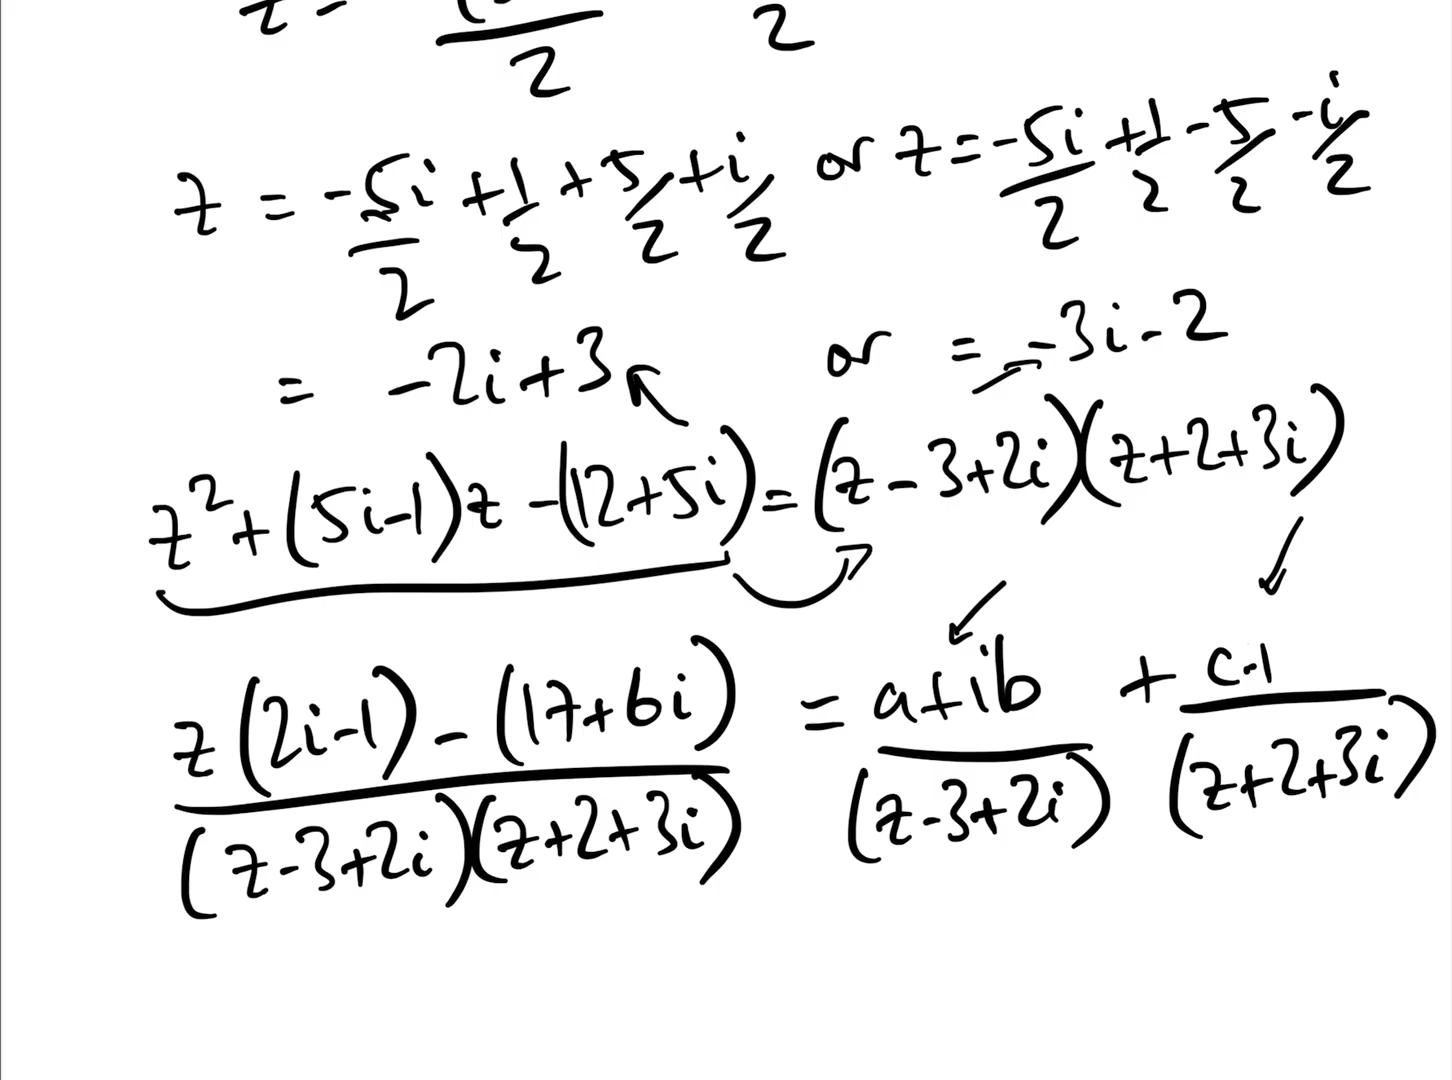 z = —/2 2
z = -5i/2 + 1/2 + 5/2 + i/2 or z = -5i/2 + 1/2 - 5/2 - i/2
= -2i+3 or = -3i-2
z² + (5i-1)z - (12+5i) = (z-3+2i)(z+2+3i)
z(2i-1) - (17+6i) / (z-3+2i)(z+2+3i) = a+ib / (z-3+2i) + c-1 / (z+2+3i)